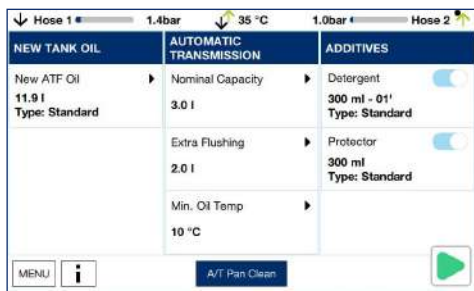 Hose 1 1.4bar 35 °C 1.0bar Hose 2
NEW TANK OIL
New ATF Oil
11.9 l
Type: Standard
AUTOMATIC
TRANSMISSION
Nominal Capacity
3.0 l
Extra Flushing
2.0 l
Min. Oil Temp
10 °C
ADDITIVES
Detergent
300 ml - 01'
Type: Standard
Protector
300 ml
Type: Standard
MENU i A/T Pan Clean